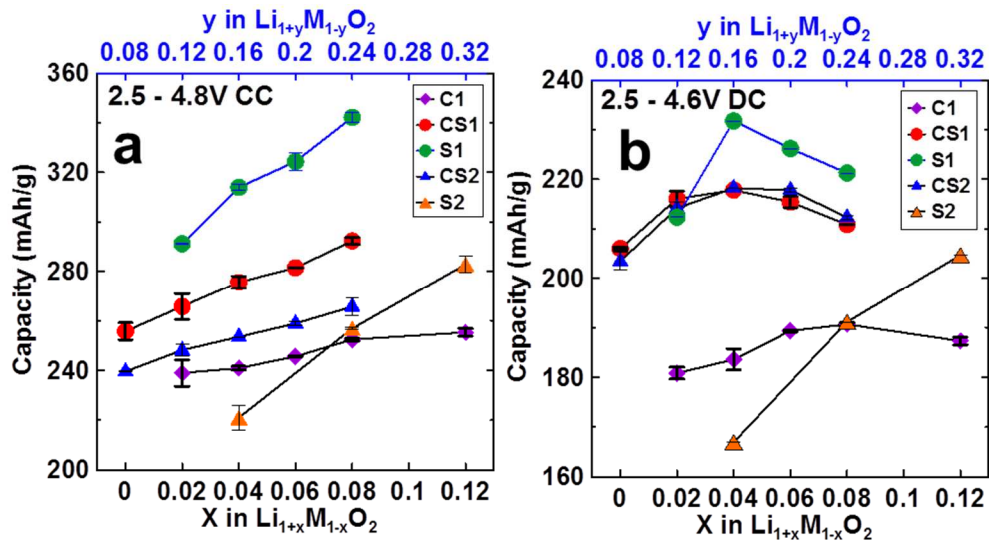 y in Li₁₊ᵧM₁₋ᵧO₂
0.08 0.12 0.16 0.2 0.24 0.28 0.32
2.5 - 4.8V CC
a
C1
CS1
S1
CS2
S2
Capacity (mAh/g)
360
320
280
240
200
0 0.02 0.04 0.06 0.08 0.1 0.12
X in Li₁₊ₓM₁₋ₓO₂
y in Li₁₊ᵧM₁₋ᵧO₂
0.08 0.12 0.16 0.2 0.24 0.28 0.32
2.5 - 4.6V DC
b
C1
CS1
S1
CS2
S2
Capacity (mAh/g)
240
220
200
180
160
0 0.02 0.04 0.06 0.08 0.1 0.12
X in Li₁₊ₓM₁₋ₓO₂